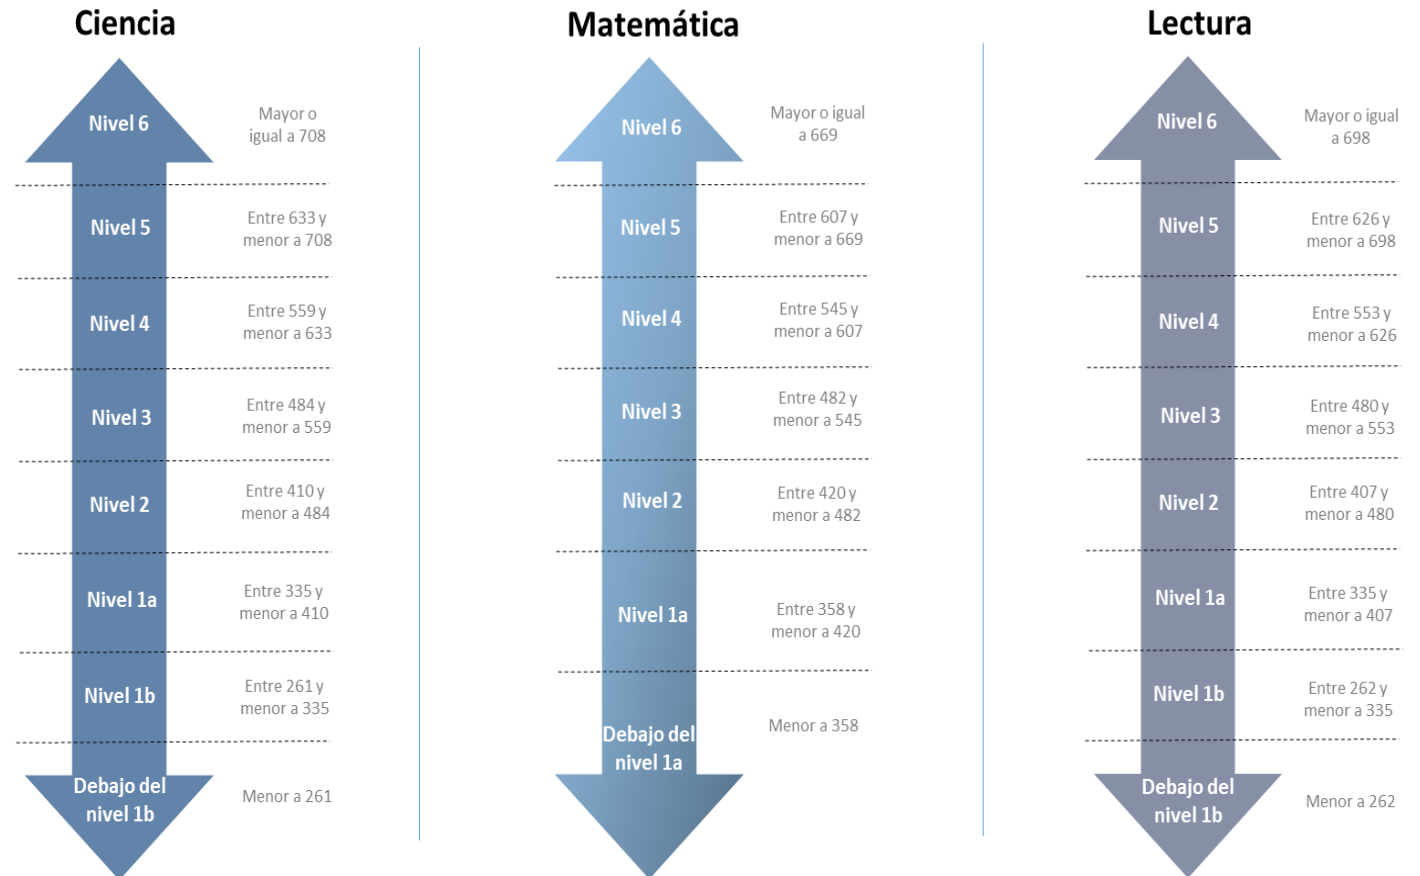 Ciencia
Nivel 6
Mayor o
igual a 708
Nivel 5
Entre 633 y
menor a 708
Nivel 4
Entre 559 y
menor a 633
Nivel 3
Entre 484 y
menor a 559
Nivel 2
Entre 410 y
menor a 484
Nivel 1a
Entre 335 y
menor a 410
Nivel 1b
Entre 261 y
menor a 335
Debajo del
nivel 1b
Menor a 261
Matemática
Nivel 6
Mayor o igual
a 669
Nivel 5
Entre 607 y
menor a 669
Nivel 4
Entre 545 y
menor a 607
Nivel 3
Entre 482 y
menor a 545
Nivel 2
Entre 420 y
menor a 482
Nivel 1a
Entre 358 y
menor a 420
Debajo del
nivel 1a
Menor a 358
Lectura
Nivel 6
Mayor o igual
a 698
Nivel 5
Entre 626 y
menor a 698
Nivel 4
Entre 553 y
menor a 626
Nivel 3
Entre 480 y
menor a 553
Nivel 2
Entre 407 y
menor a 480
Nivel 1a
Entre 335 y
menor a 407
Nivel 1b
Entre 262 y
menor a 335
Debajo del
nivel 1b
Menor a 262